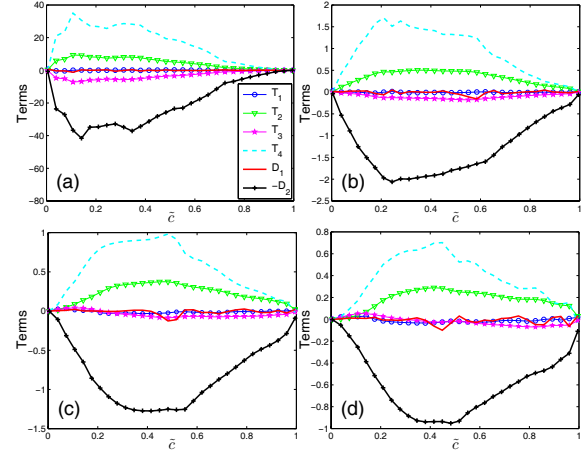 40
20
0
−20
−40
−60
−80
Terms
0 0.2 0.4 0.6 0.8 1
c̃
(a)
T1
T2
T3
T4
D1
−D2
2
1.5
1
0.5
0
−0.5
−1
−1.5
−2
−2.5
Terms
0 0.2 0.4 0.6 0.8 1
c̃
(b)
1
0.5
0
−0.5
−1
−1.5
Terms
0 0.2 0.4 0.6 0.8 1
c̃
(c)
0.8
0.6
0.4
0.2
0
−0.2
−0.4
−0.6
−0.8
−1
Terms
0 0.2 0.4 0.6 0.8 1
c̃
(d)